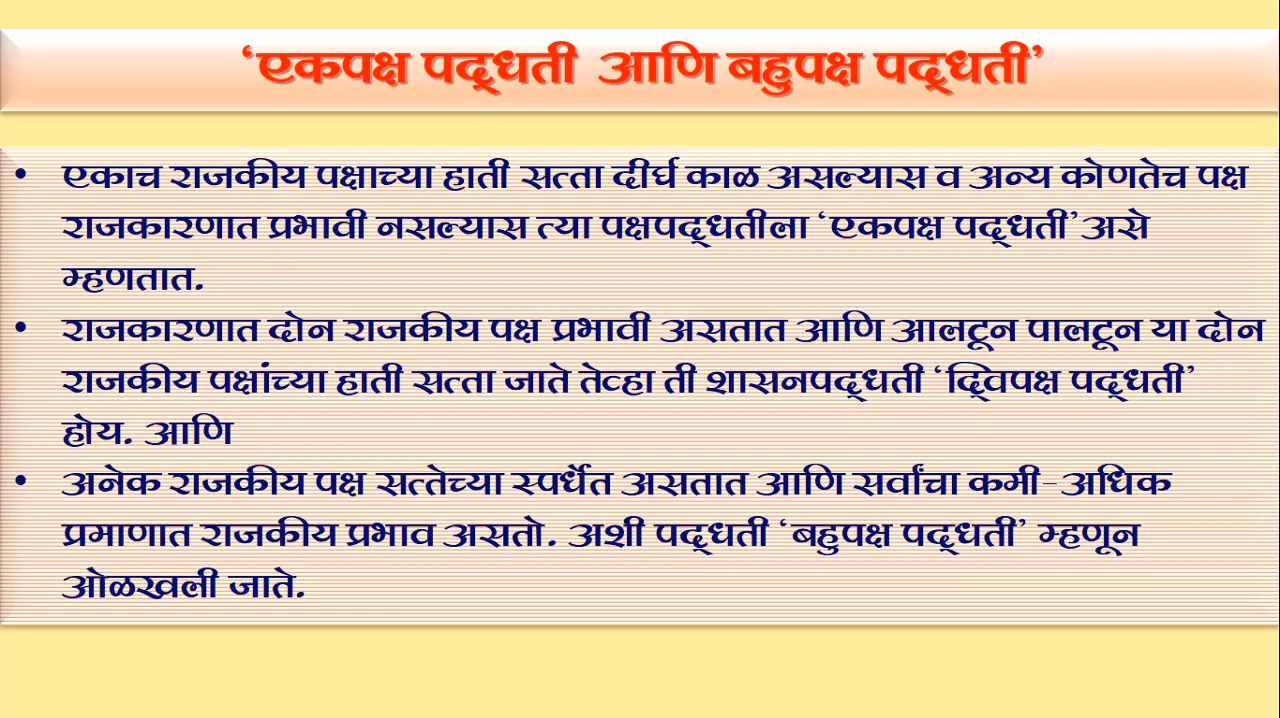 ‘एकपक्ष पद्धती आणि बहुपक्ष पद्धती’
• एकाच राजकीय पक्षाच्या हाती सत्ता दीर्घ काळ असल्यास व अन्य कोणतेच पक्ष
राजकारणात प्रभावी नसल्यास त्या पक्षपद्धतीला ‘एकपक्ष पद्धती’असे
म्हणतात.
• राजकारणात दोन राजकीय पक्ष प्रभावी असतात आणि आलटून पालटून या दोन
राजकीय पक्षांच्या हाती सत्ता जाते तेव्हा ती शासनपद्धती ‘द्विपक्ष पद्धती’
होय. आणि
• अनेक राजकीय पक्ष सत्तेच्या स्पर्धेत असतात आणि सर्वांचा कमी-अधिक
प्रमाणात राजकीय प्रभाव असतो. अशी पद्धती ‘बहुपक्ष पद्धती’ म्हणून
ओळखली जाते.